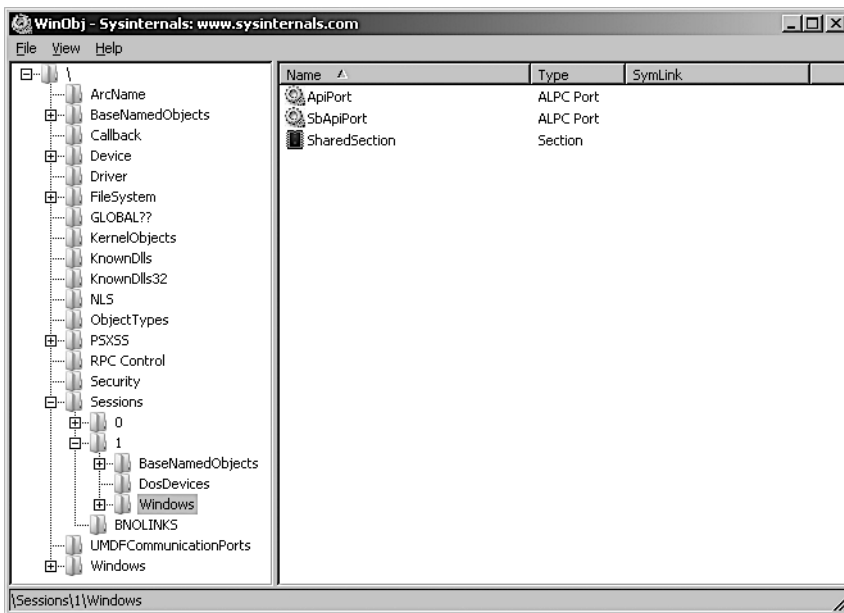 WinObj - Sysinternals: www.sysinternals.com
File View Help
\
ArcName
BaseNamedObjects
Callback
Device
Driver
FileSystem
GLOBAL??
KernelObjects
KnownDlls
KnownDlls32
NLS
ObjectTypes
PSXSS
RPC Control
Security
Sessions
0
1
BaseNamedObjects
DosDevices
Windows
BNOLINKS
UMDFCommunicationPorts
Windows
Name Type SymLink
ApiPort ALPC Port
SbApiPort ALPC Port
SharedSection Section
\Sessions\1\Windows